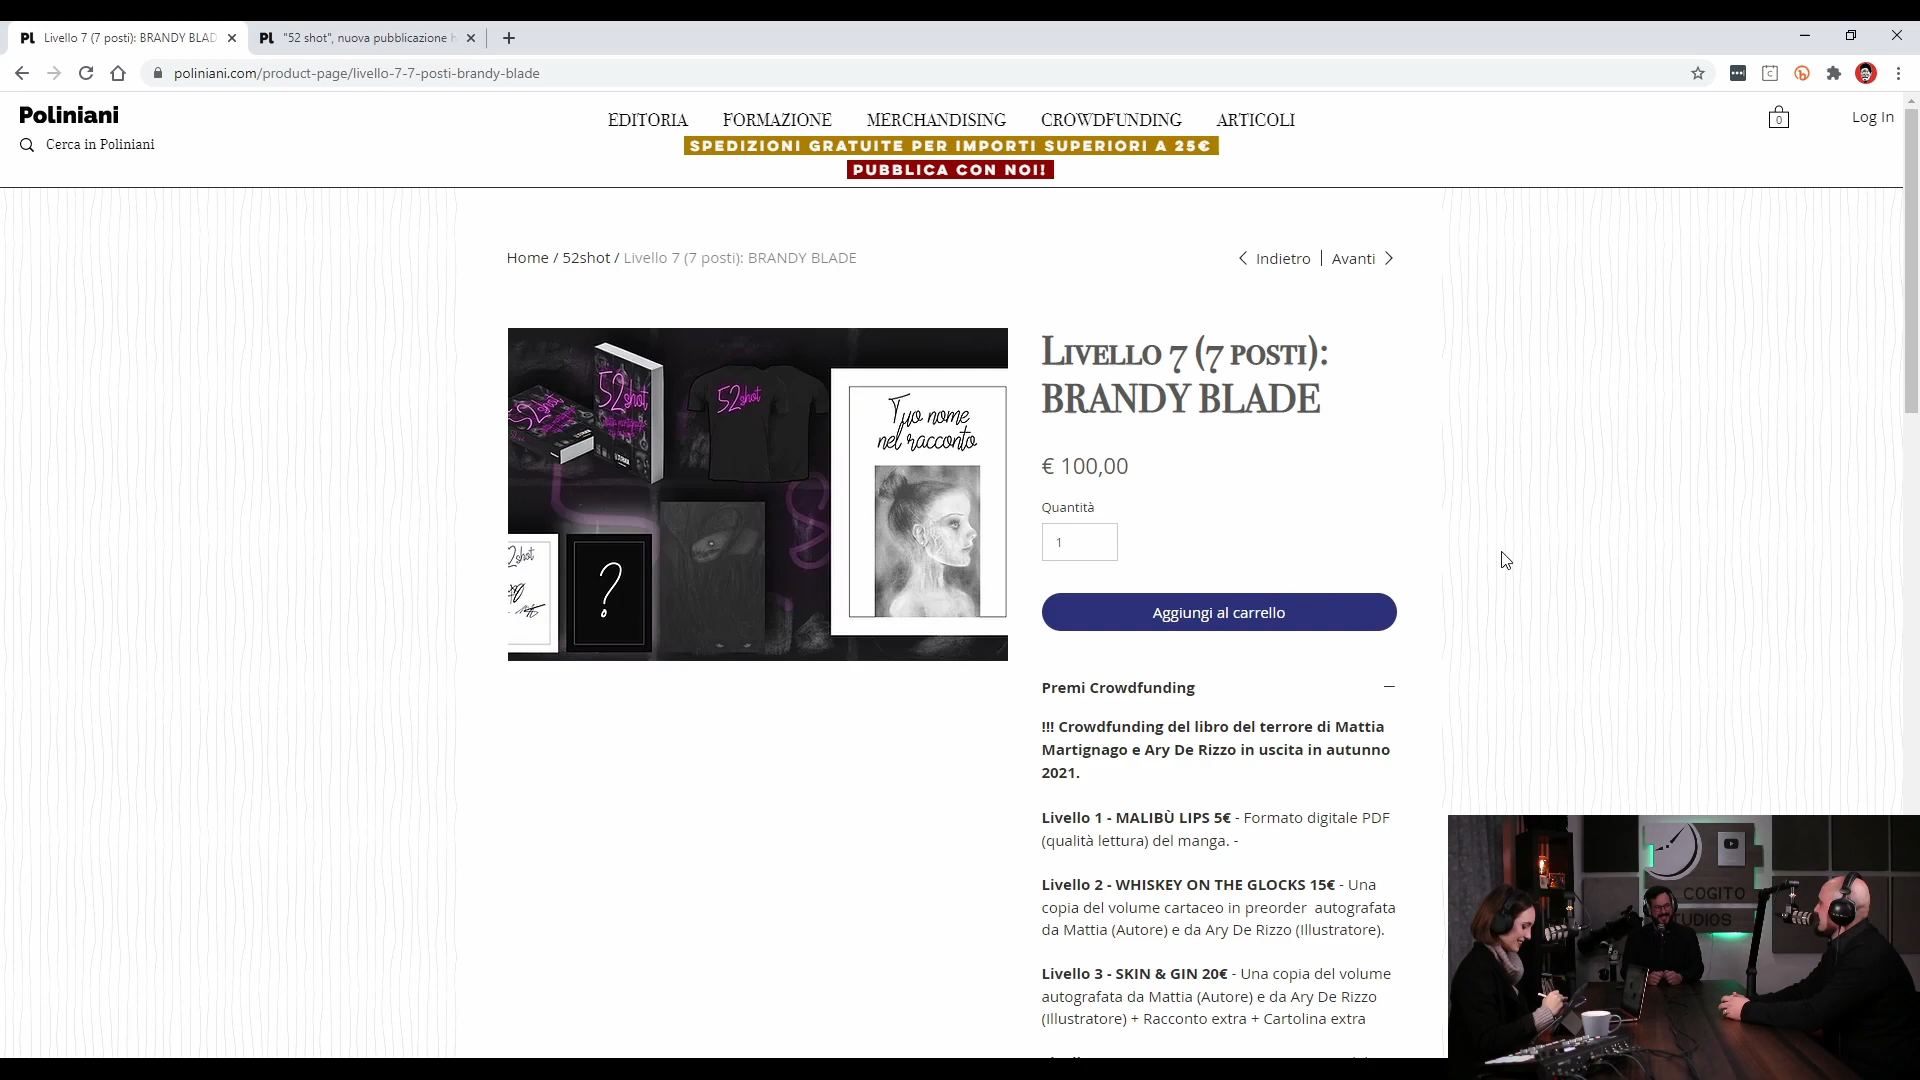 Livello 7 (7 posti): BRANDY BLAD
"52 shot", nuova pubblicazione h
poliniani.com/product-page/livello-7-7-posti-brandy-blade
Poliniani
Cerca in Poliniani
EDITORIA FORMAZIONE MERCHANDISING CROWDFUNDING ARTICOLI
SPEDIZIONI GRATUITE PER IMPORTI SUPERIORI A 25€
PUBBLICA CON NOI!
0
Log In
Home / 52shot / Livello 7 (7 posti): BRANDY BLADE
Indietro | Avanti
52shot
52shot
52shot
Tuo nome
nel racconto
2shot
?
Livello 7 (7 posti):
BRANDY BLADE
€ 100,00
Quantità
1
Aggiungi al carrello
Premi Crowdfunding
!!! Crowdfunding del libro del terrore di Mattia
Martignago e Ary De Rizzo in uscita in autunno
2021.
Livello 1 - MALIBÙ LIPS 5€ - Formato digitale PDF
(qualità lettura) del manga. -
Livello 2 - WHISKEY ON THE GLOCKS 15€ - Una
copia del volume cartaceo in preorder autografata
da Mattia (Autore) e da Ary De Rizzo (Illustratore).
Livello 3 - SKIN & GIN 20€ - Una copia del volume
autografata da Mattia (Autore) e da Ary De Rizzo
(Illustratore) + Racconto extra + Cartolina extra
COGITO
TUDIOS